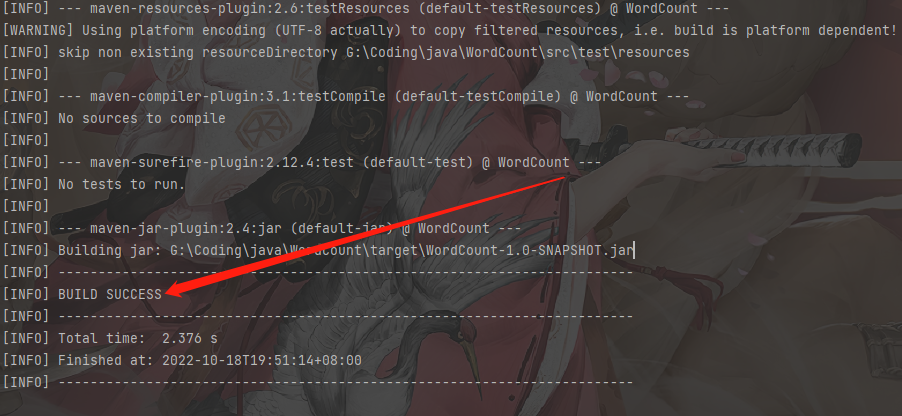 [INFO] --- maven-resources-plugin:2.6:testResources (default-testResources) @ WordCount ---
[WARNING] Using platform encoding (UTF-8 actually) to copy filtered resources, i.e. build is platform dependent!
[INFO] skip non existing resourceDirectory G:\Coding\java\WordCount\src\test\resources
[INFO]
[INFO] --- maven-compiler-plugin:3.1:testCompile (default-testCompile) @ WordCount ---
[INFO] No sources to compile
[INFO]
[INFO] --- maven-surefire-plugin:2.12.4:test (default-test) @ WordCount ---
[INFO] No tests to run.
[INFO]
[INFO] --- maven-jar-plugin:2.4:jar (default-jar) @ WordCount ---
[INFO] Building jar: G:\Coding\java\WordCount\target\WordCount-1.0-SNAPSHOT.jar
[INFO] ------------------------------------------------------------------------
[INFO] BUILD SUCCESS
[INFO] ------------------------------------------------------------------------
[INFO] Total time:  2.376 s
[INFO] Finished at: 2022-10-18T19:51:14+08:00
[INFO] ------------------------------------------------------------------------